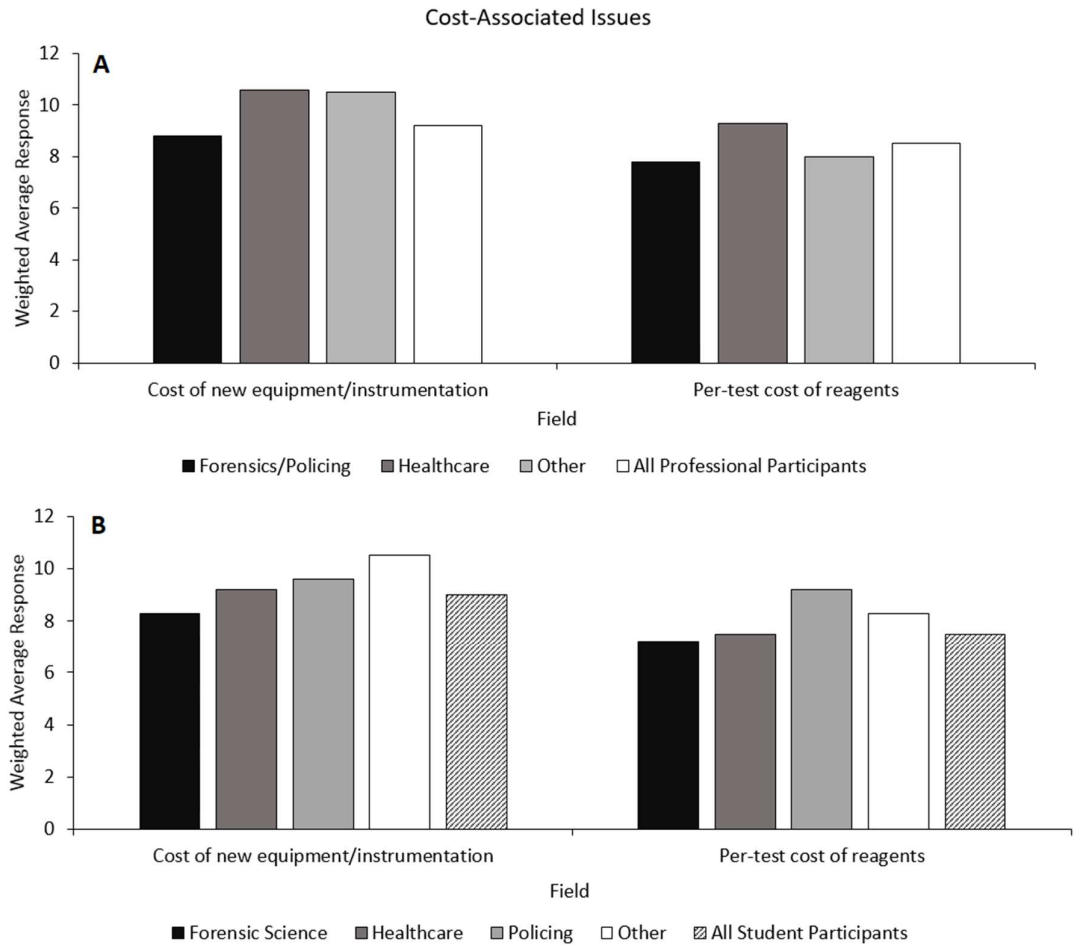 Cost-Associated Issues
A
Weighted Average Response
12
10
8
6
4
2
0
Cost of new equipment/instrumentation
Per-test cost of reagents
Field
Forensics/Policing
Healthcare
Other
All Professional Participants
B
Weighted Average Response
12
10
8
6
4
2
0
Cost of new equipment/instrumentation
Per-test cost of reagents
Field
Forensic Science
Healthcare
Policing
Other
All Student Participants